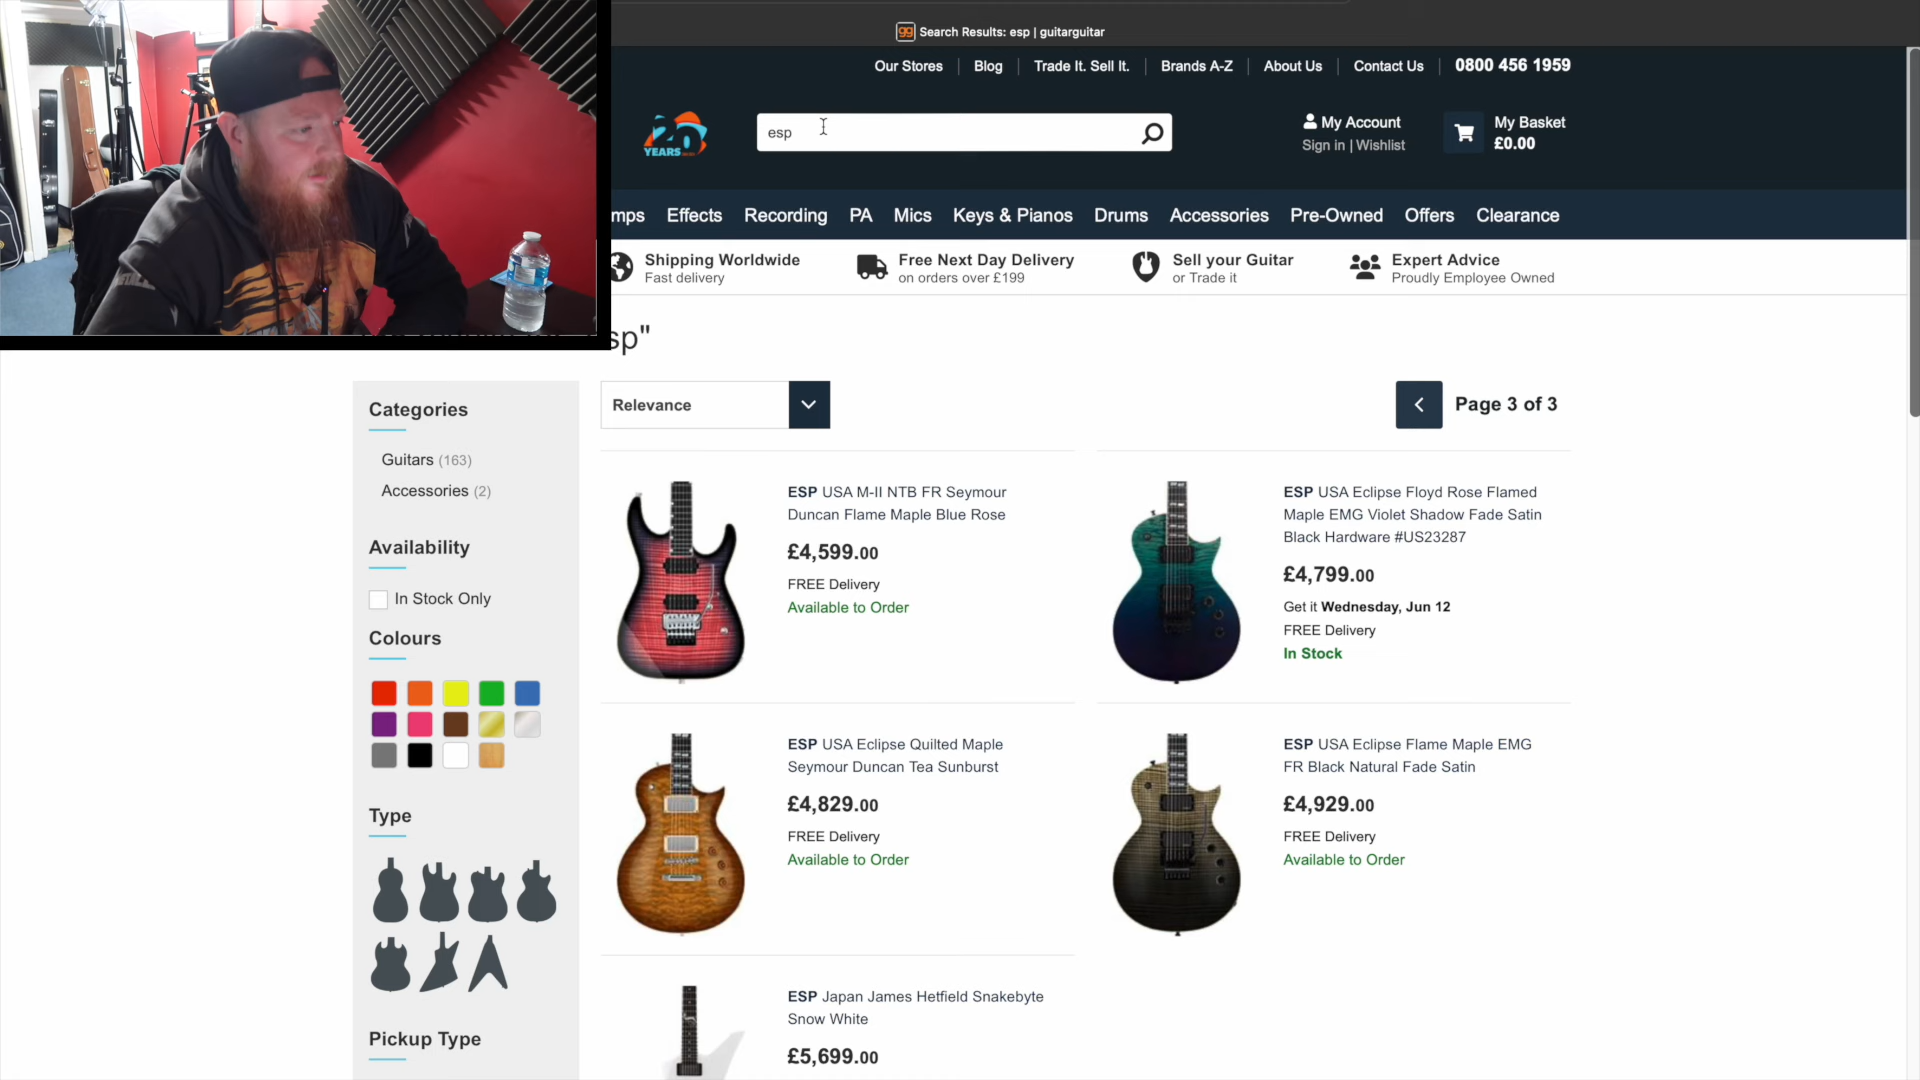 Search Results: esp | guitarguitar
Our Stores
Blog
Trade It. Sell It.
Brands A-Z
About Us
Contact Us
0800 456 1959
20
YEARS
esp
My Account
Sign in | Wishlist
My Basket
£0.00
mps
Effects
Recording
PA
Mics
Keys & Pianos
Drums
Accessories
Pre-Owned
Offers
Clearance
Shipping Worldwide
Fast delivery
Free Next Day Delivery
on orders over £199
Sell your Guitar
or Trade it
Expert Advice
Proudly Employee Owned
sp"
Categories
Guitars (163)
Accessories (2)
Availability
In Stock Only
Colours
Type
Pickup Type
Relevance
Page 3 of 3
ESP USA M-II NTB FR Seymour
Duncan Flame Maple Blue Rose
£4,599.00
FREE Delivery
Available to Order
ESP USA Eclipse Floyd Rose Flamed
Maple EMG Violet Shadow Fade Satin
Black Hardware #US23287
£4,799.00
Get it Wednesday, Jun 12
FREE Delivery
In Stock
ESP USA Eclipse Quilted Maple
Seymour Duncan Tea Sunburst
£4,829.00
FREE Delivery
Available to Order
ESP USA Eclipse Flame Maple EMG
FR Black Natural Fade Satin
£4,929.00
FREE Delivery
Available to Order
ESP Japan James Hetfield Snakebyte
Snow White
£5,699.00